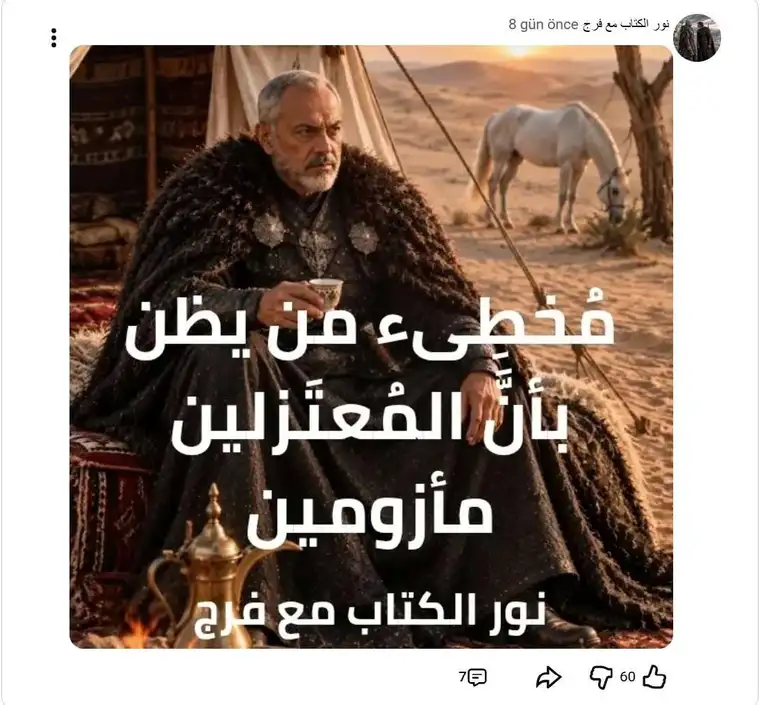 نور الكتاب مع فرج 8 gün önce
مُخطِىء من يظن
بأنَّ المُعتَزلين
مأزومين
نور الكتاب مع فرج
7
60